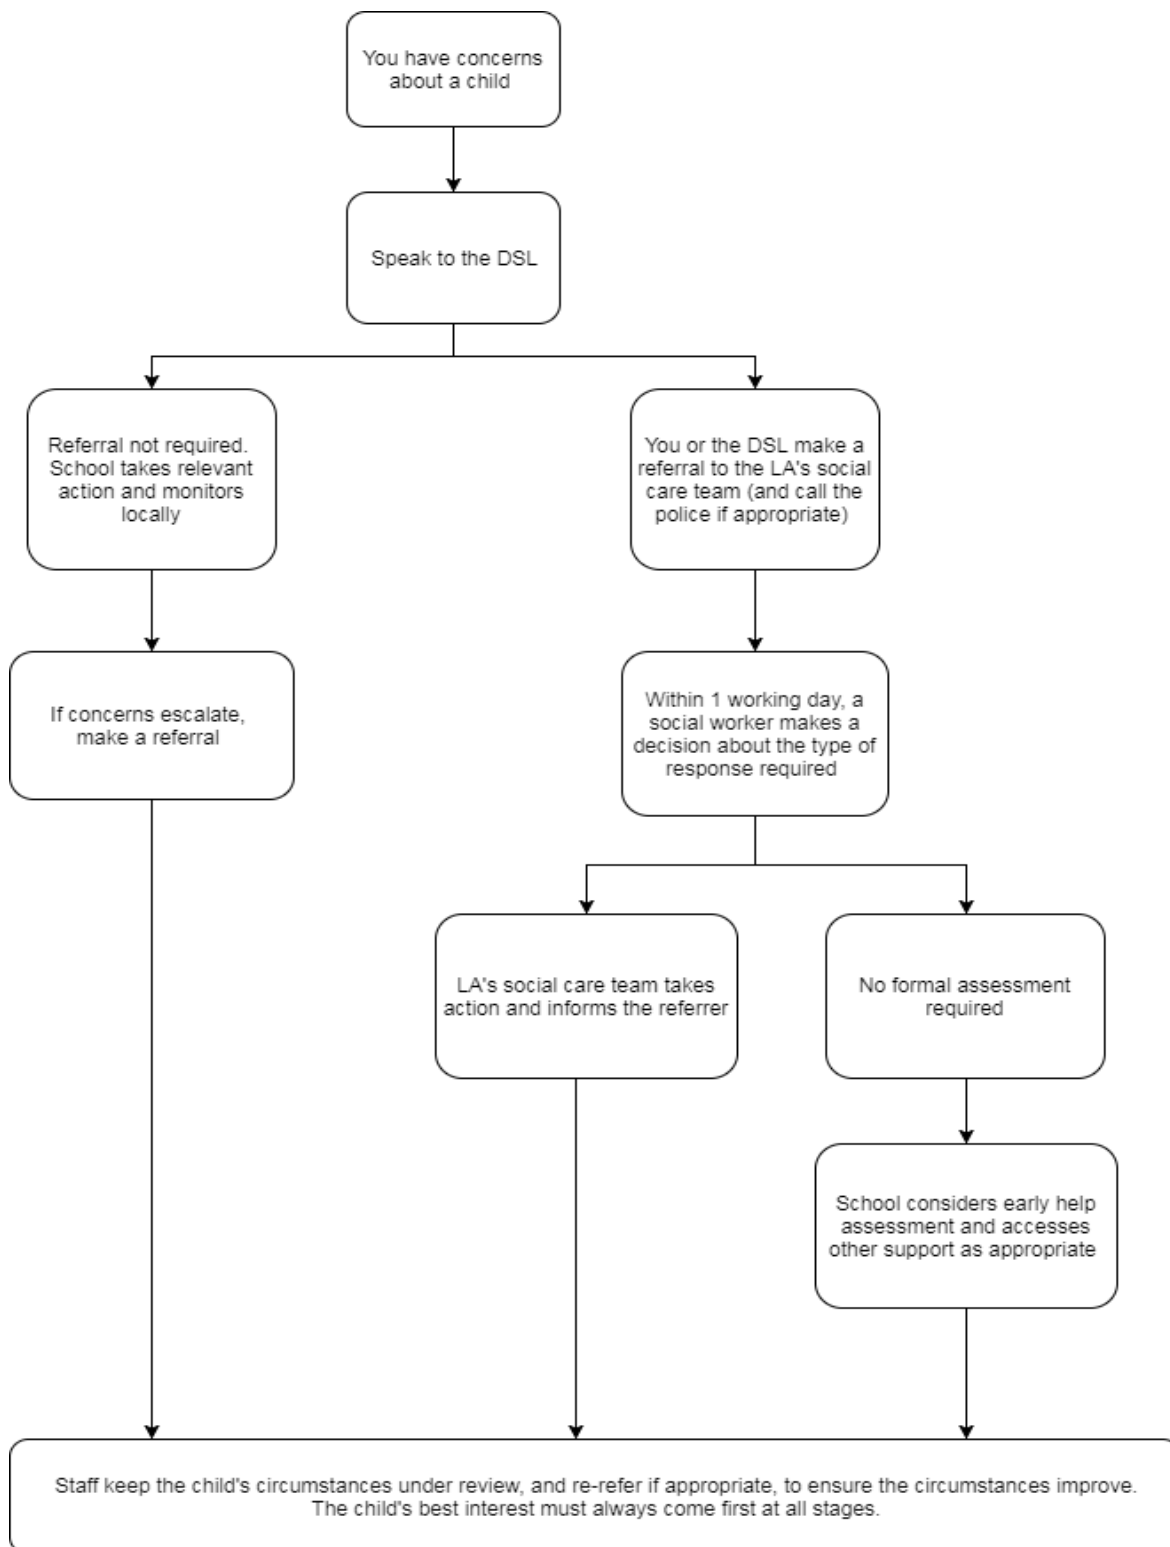 You have concerns
about a child
Speak to the DSL
Referral not required.
School takes relevant
action and monitors
locally
You or the DSL make a
referral to the LA's social
care team (and call the
police if appropriate)
If concerns escalate,
make a referral
Within 1 working day, a
social worker makes a
decision about the type of
response required
LA's social care team takes
action and informs the referrer
No formal assessment
required
School considers early help
assessment and accesses
other support as appropriate
Staff keep the child's circumstances under review, and re-refer if appropriate, to ensure the circumstances improve.
The child's best interest must always come first at all stages.